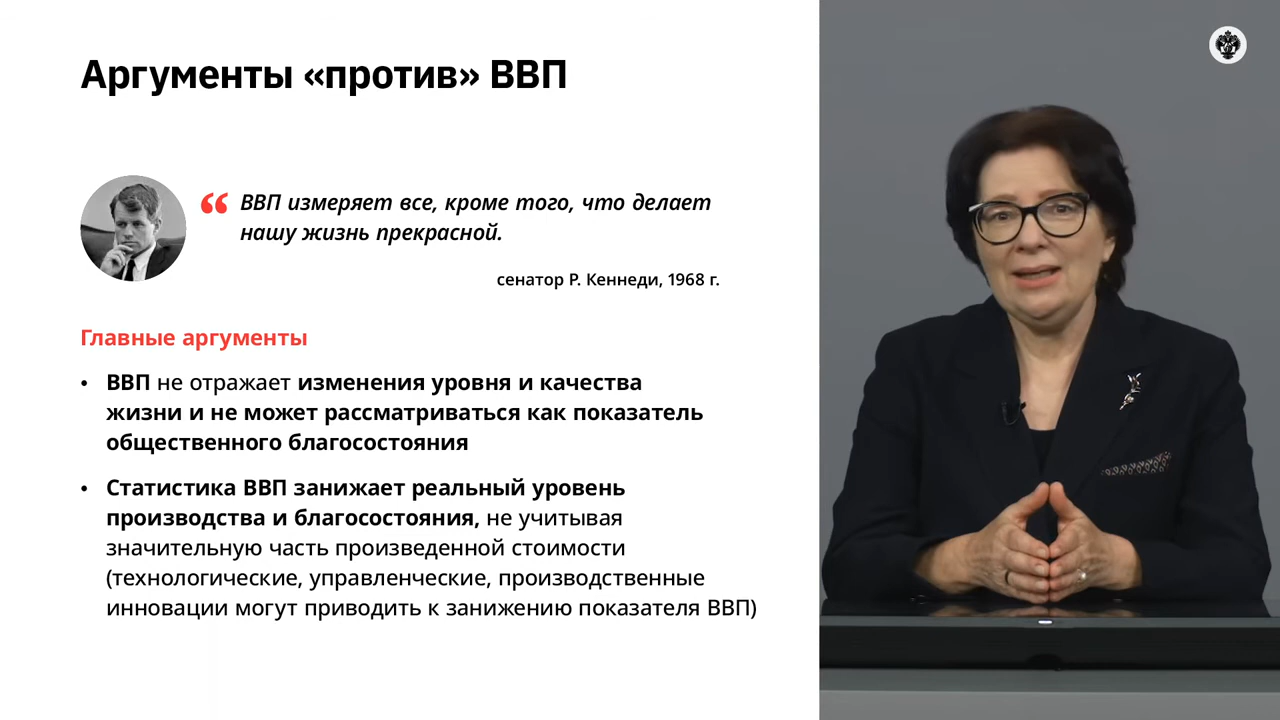 Аргументы «против» ВВП
“ ВВП измеряет все, кроме того, что делает
нашу жизнь прекрасной.
сенатор Р. Кеннеди, 1968 г.
Главные аргументы
• ВВП не отражает изменения уровня и качества
жизни и не может рассматриваться как показатель
общественного благосостояния
• Статистика ВВП занижает реальный уровень
производства и благосостояния, не учитывая
значительную часть произведенной стоимости
(технологические, управленческие, производственные
инновации могут приводить к занижению показателя ВВП)